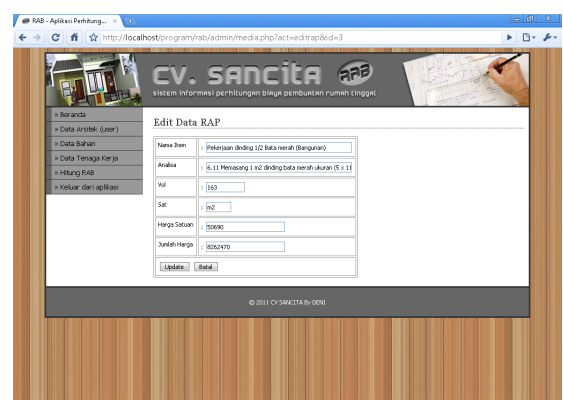 RAB - Aplikasi Perhitung...
http://localhost/program/rab/admin/media.php?act=editrap&id=3
CV. SANCITA RAB
sistem informasi perhitungan biaya pembuatan rumah tinggal
» Beranda
» Data Arsitek (user)
» Data Bahan
» Data Tenaga Kerja
» Hitung RAB
» Keluar dari aplikasi
Edit Data RAP
Nama Item : Pekerjaan dinding 1/2 Bata merah (Bangunan)
Analisa : 6.11 Memasang 1 m2 dinding bata merah ukuran (5 x 11
Vol : 163
Sat : m2
Harga Satuan : 50690
Jumlah Harga : 8262470
Update Batal
© 2011 CV SANCITA By DENI